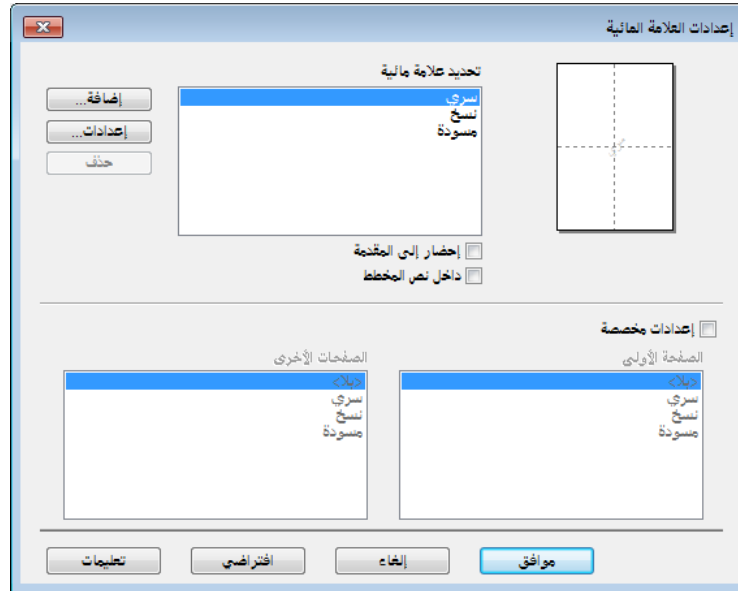 إعدادات العلامة المائية
تحديد علامة مائية
سري
نسخ
مسودة
إضافة...
إعدادات...
حذف
إحضار إلى المقدمة
داخل نص المخطط
إعدادات مخصصة
الصفحة الأولى
<بلا>
سري
نسخ
مسودة
الصفحات الأخرى
<بلا>
سري
نسخ
مسودة
موافق
إلغاء
افتراضي
تعليمات